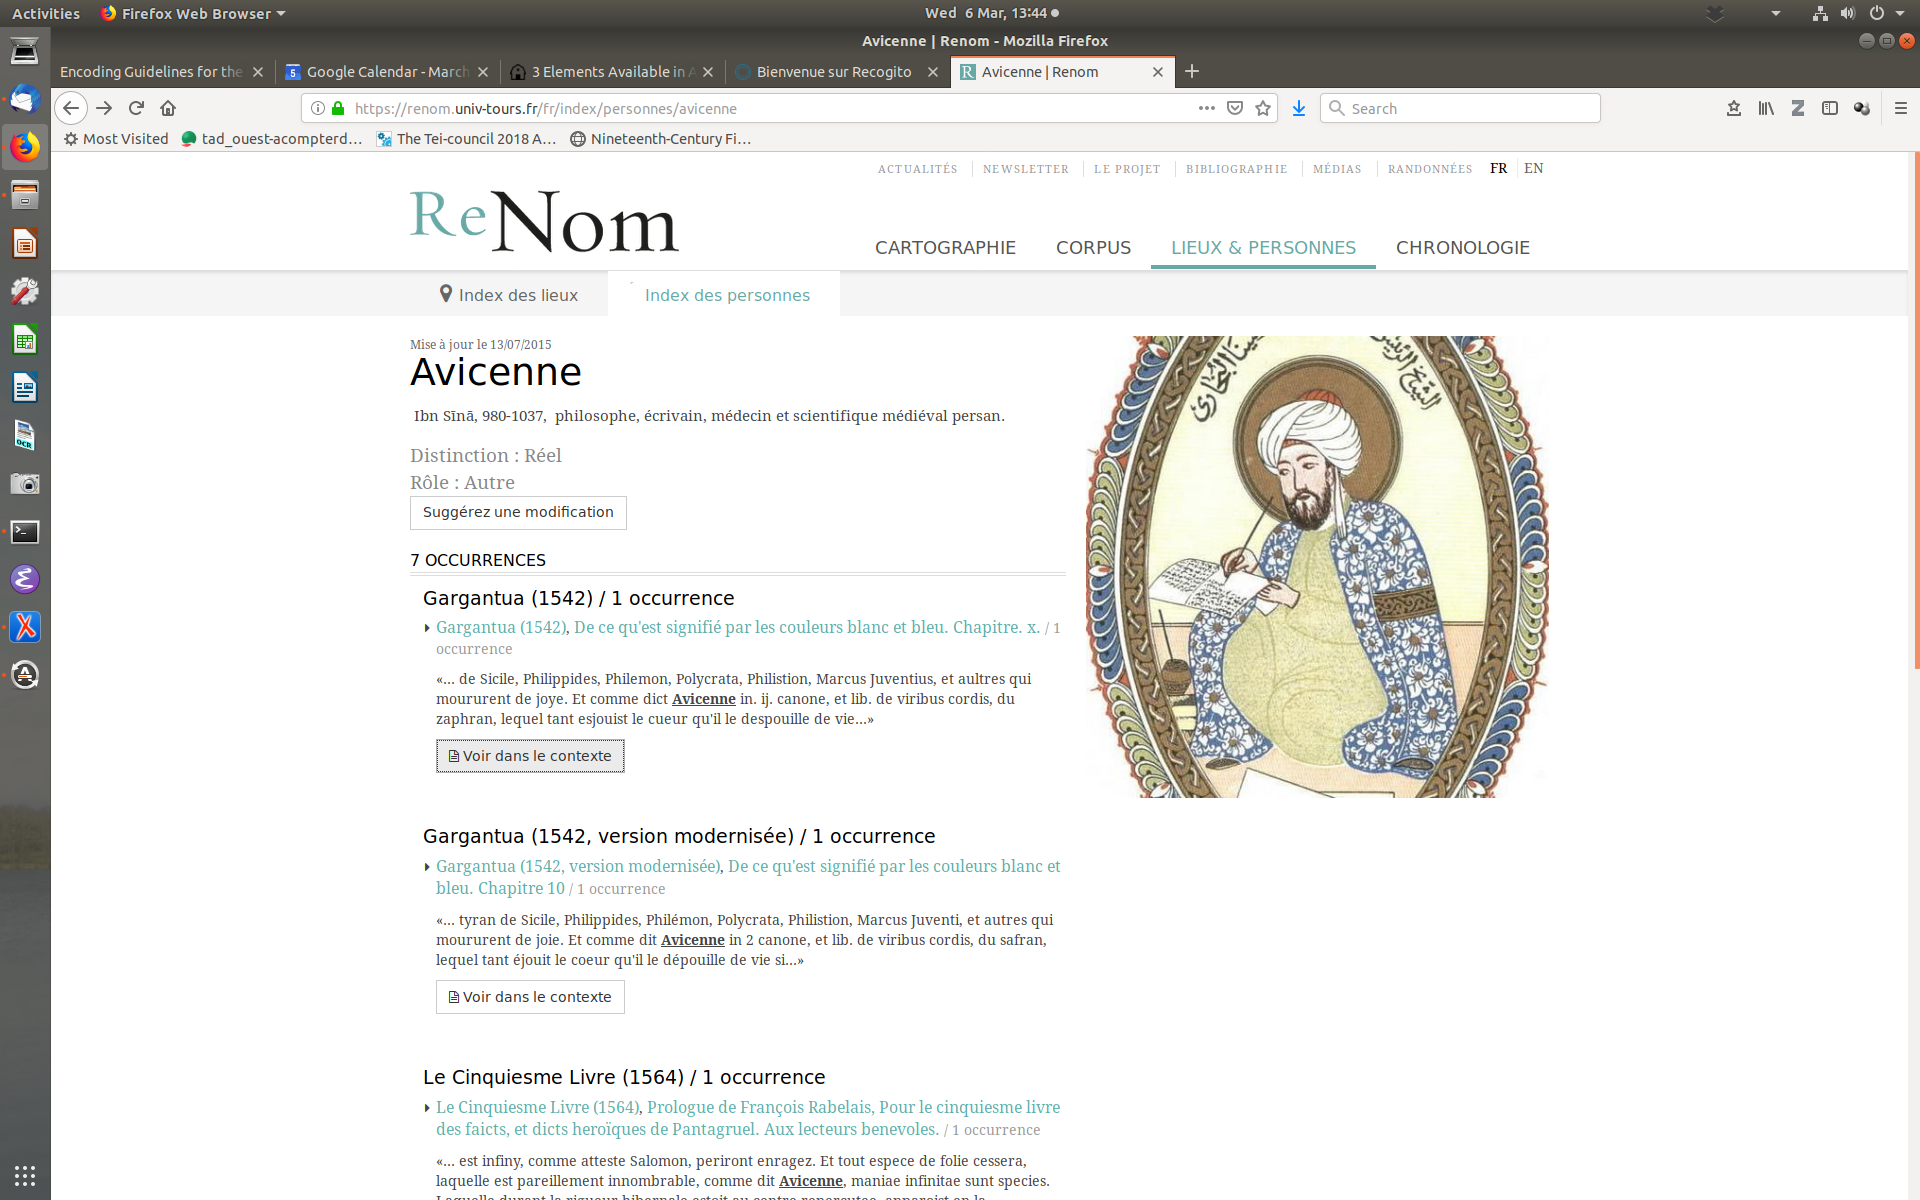 Activities
Firefox Web Browser
Wed 6 Mar, 13:44
Avicenne | Renom - Mozilla Firefox
Encoding Guidelines for the
Google Calendar - March
3 Elements Available in A
Bienvenue sur Recogito
Avicenne | Renom
https://renom.univ-tours.fr/fr/index/personnes/avicenne
Search
Most Visited
tad_ouest-acompterd…
The Tei-council 2018 A…
Nineteenth-Century Fi…
ACTUALITÉS
NEWSLETTER
LE PROJET
BIBLIOGRAPHIE
MÉDIAS
RANDONNÉES
FR
EN
ReNom
CARTOGRAPHIE
CORPUS
LIEUX & PERSONNES
CHRONOLOGIE
Index des lieux
Index des personnes
Mise à jour le 13/07/2015
Avicenne
Ibn Sīnā, 980-1037, philosophe, écrivain, médecin et scientifique médiéval persan.
Distinction : Réel
Rôle : Autre
Suggérez une modification
7 OCCURRENCES
Gargantua (1542) / 1 occurrence
Gargantua (1542), De ce qu'est signifié par les couleurs blanc et bleu. Chapitre. x. / 1
occurrence
«... de Sicile, Philippides, Philemon, Polycrata, Philistion, Marcus Juventius, et aultres qui
moururent de joye. Et comme dict Avicenne in. ij. canone, et lib. de viribus cordis, du
zaphran, lequel tant esjouist le cueur qu'il le despouille de vie...»
Voir dans le contexte
Gargantua (1542, version modernisée) / 1 occurrence
Gargantua (1542, version modernisée), De ce qu'est signifié par les couleurs blanc et
bleu. Chapitre 10 / 1 occurrence
«... tyran de Sicile, Philippides, Philémon, Polycrata, Philistion, Marcus Juventi, et autres qui
moururent de joie. Et comme dit Avicenne in 2 canone, et lib. de viribus cordis, du safran,
lequel tant éjouit le coeur qu'il le dépouille de vie si...»
Voir dans le contexte
Le Cinquiesme Livre (1564) / 1 occurrence
Le Cinquiesme Livre (1564), Prologue de François Rabelais, Pour le cinquiesme livre
des faicts, et dicts heroïques de Pantagruel. Aux lecteurs benevoles. / 1 occurrence
«... est infiny, comme atteste Salomon, periront enragez. Et tout espece de folie cessera,
laquelle est pareillement innombrable, comme dit Avicenne, maniae infinitae sunt species.